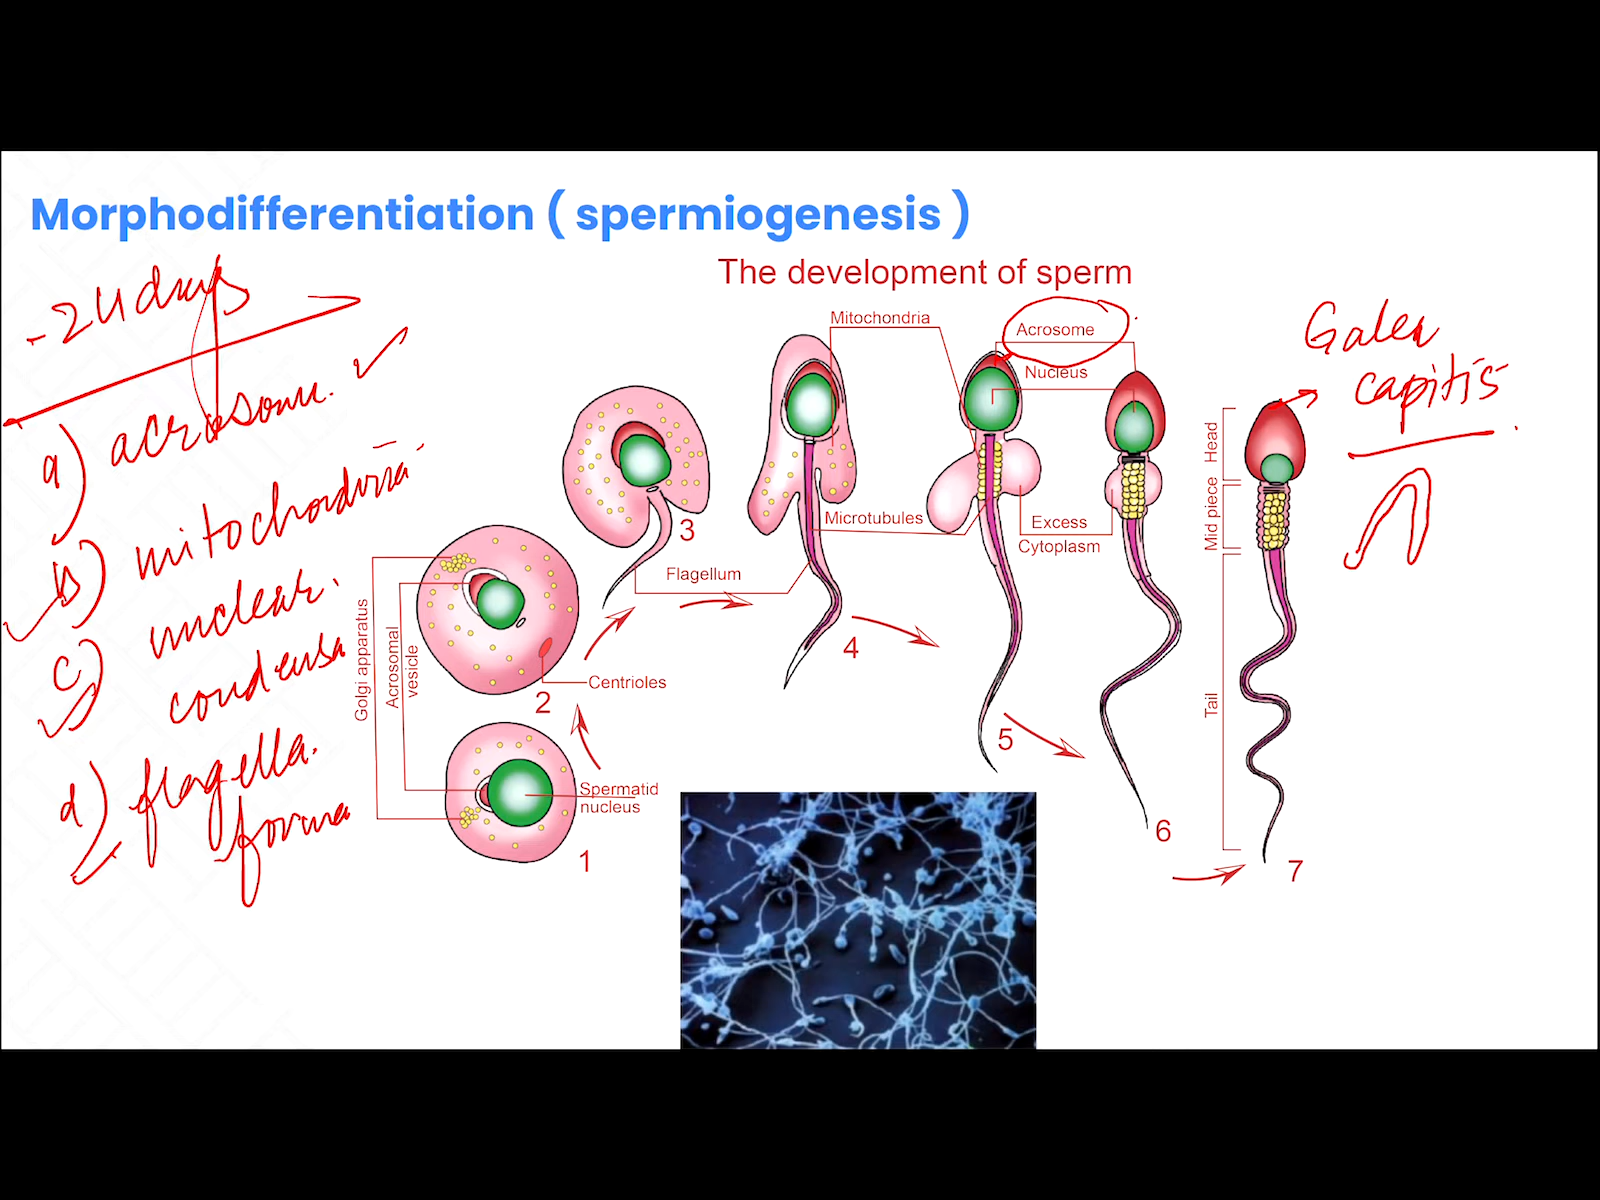 Morphodifferentiation ( spermiogenesis )
The development of sperm
- 24 days
a) acrosome.
b) mitochondria
c) nuclear
condensa
d) flagella.
forma
Mitochondria
Acrosome
Nucleus
Galea
capitis
Head
Mid piece
Tail
Microtubules
Excess
Cytoplasm
Flagellum
Golgi apparatus
Acrosomal
vesicle
Centrioles
Spermatid
nucleus
1
2
3
4
5
6
7